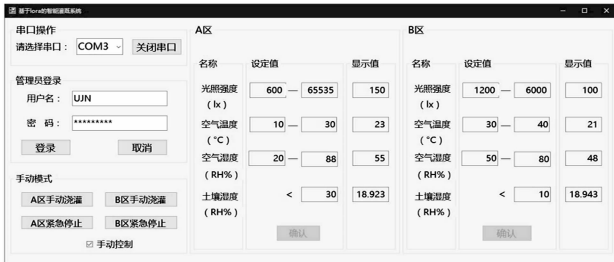 基于lora的智能灌溉系统
串口操作
请选择串口： COM3 关闭串口
管理员登录
用户名： UJN
密 码： *********
登录 取消
手动模式
A区手动浇灌 B区手动浇灌
A区紧急停止 B区紧急停止
手动控制
A区
名称 设定值 显示值
光照强度 600 — 65535 150
（lx）
空气温度 10 — 30 23
（°C）
空气湿度 20 — 88 55
（RH%）
土壤湿度 < 30 18.923
（RH%）
确认
B区
名称 设定值 显示值
光照强度 1200 — 6000 100
（lx）
空气温度 30 — 40 21
（°C）
空气湿度 50 — 80 48
（RH%）
土壤湿度 < 10 18.943
（RH%）
确认